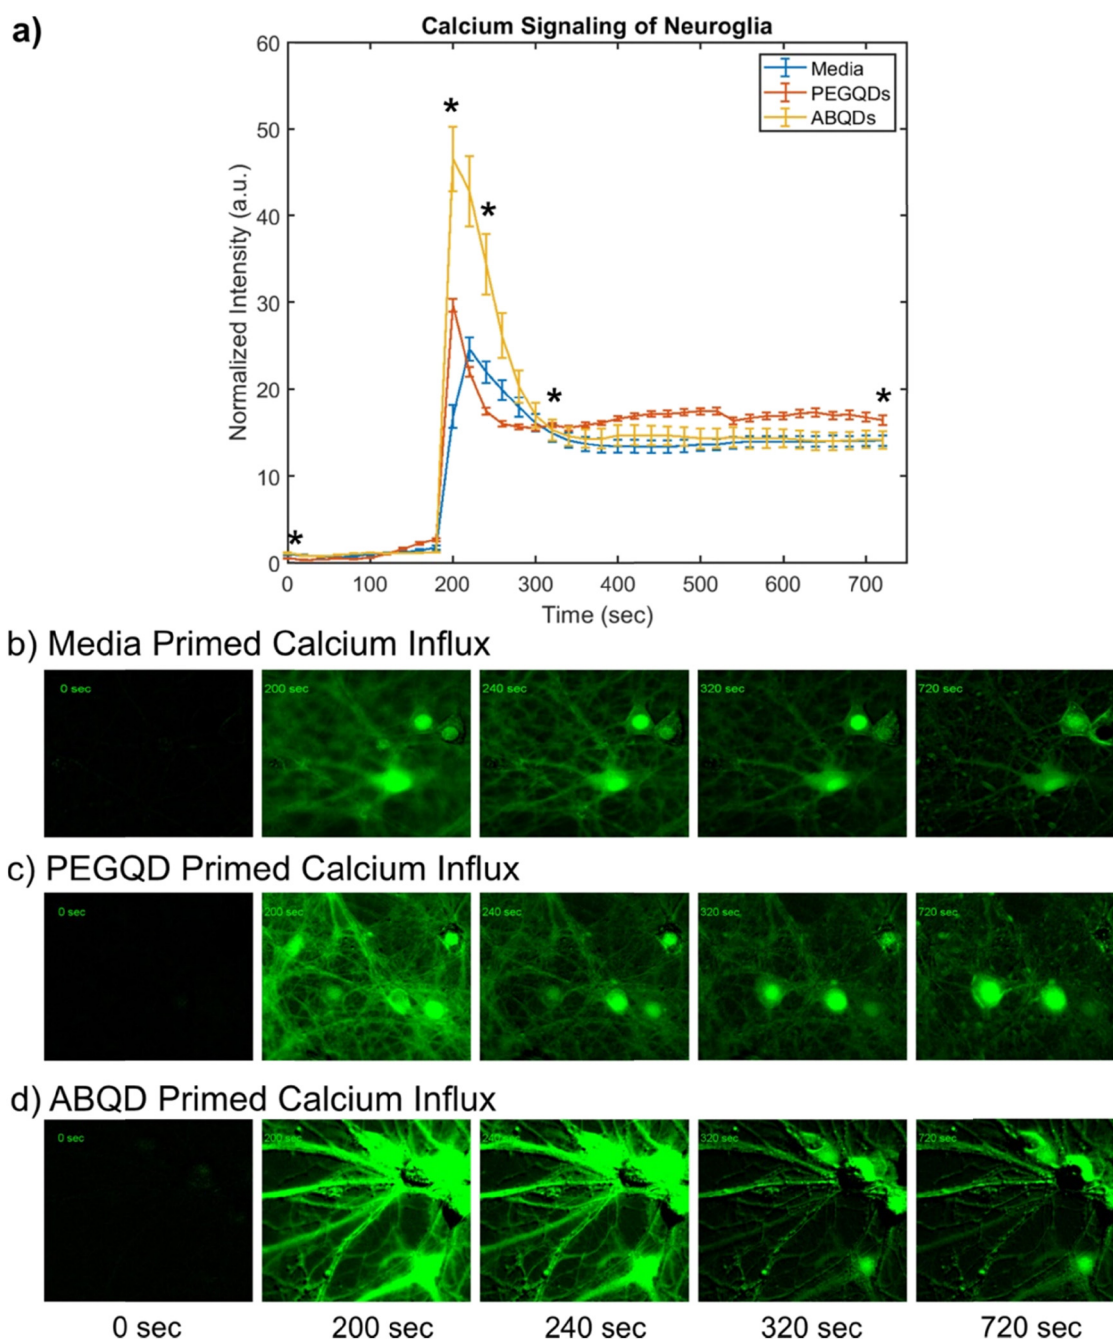 a)
Calcium Signaling of Neuroglia
60
50
40
30
20
10
0
Normalized Intensity (a.u.)
Media
PEGQDs
ABQDs
*
*
*
*
*
0 100 200 300 400 500 600 700
Time (sec)
b) Media Primed Calcium Influx
0 sec 200 sec 240 sec 320 sec 720 sec
c) PEGQD Primed Calcium Influx
0 sec 200 sec 240 sec 320 sec 720 sec
d) ABQD Primed Calcium Influx
0 sec 200 sec 240 sec 320 sec 720 sec
0 sec 200 sec 240 sec 320 sec 720 sec